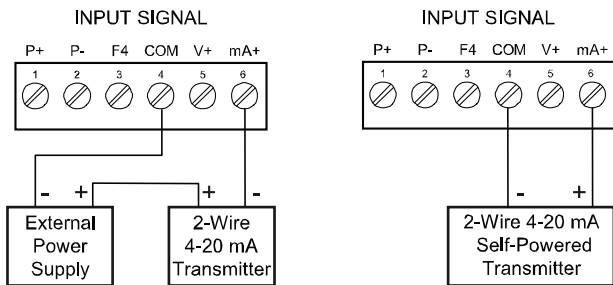 INPUT SIGNAL
P+ P- F4 COM V+ mA+
1 2 3 4 5 6
- + + -
External
Power
Supply
2-Wire
4-20 mA
Transmitter
INPUT SIGNAL
P+ P- F4 COM V+ mA+
1 2 3 4 5 6
- +
2-Wire 4-20 mA
Self-Powered
Transmitter